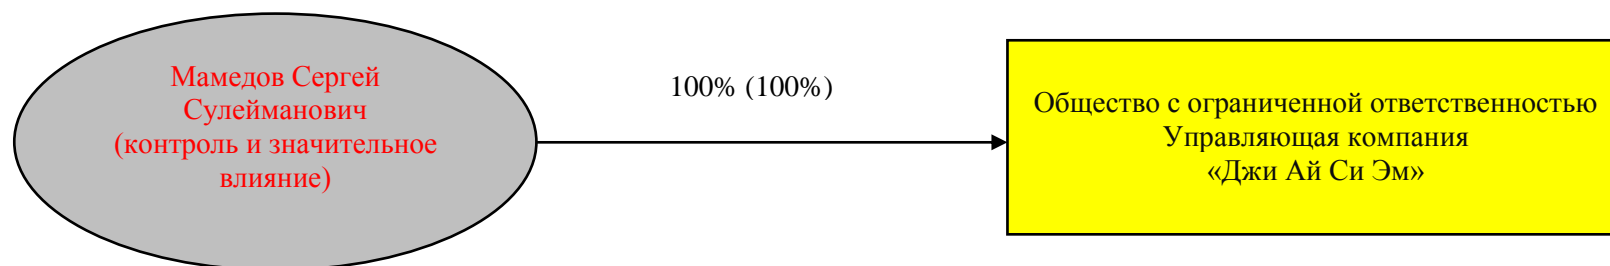 Мамедов Сергей
Сулейманович
(контроль и значительное
влияние)
100% (100%)
Общество с ограниченной ответственностью
Управляющая компания
«Джи Ай Си Эм»